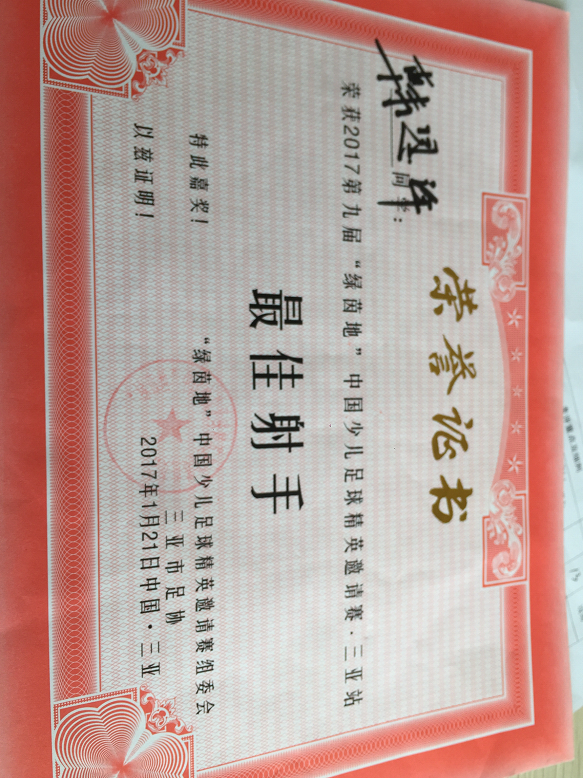 荣誉证书
韩恩泽同学：
荣获2017第九届“绿茵地”中国少儿足球精英邀请赛·三亚站
最佳射手
特此嘉奖！
以兹证明！
“绿茵地”中国少儿足球精英邀请赛组委会
三亚市足协
2017年1月21日中国·三亚